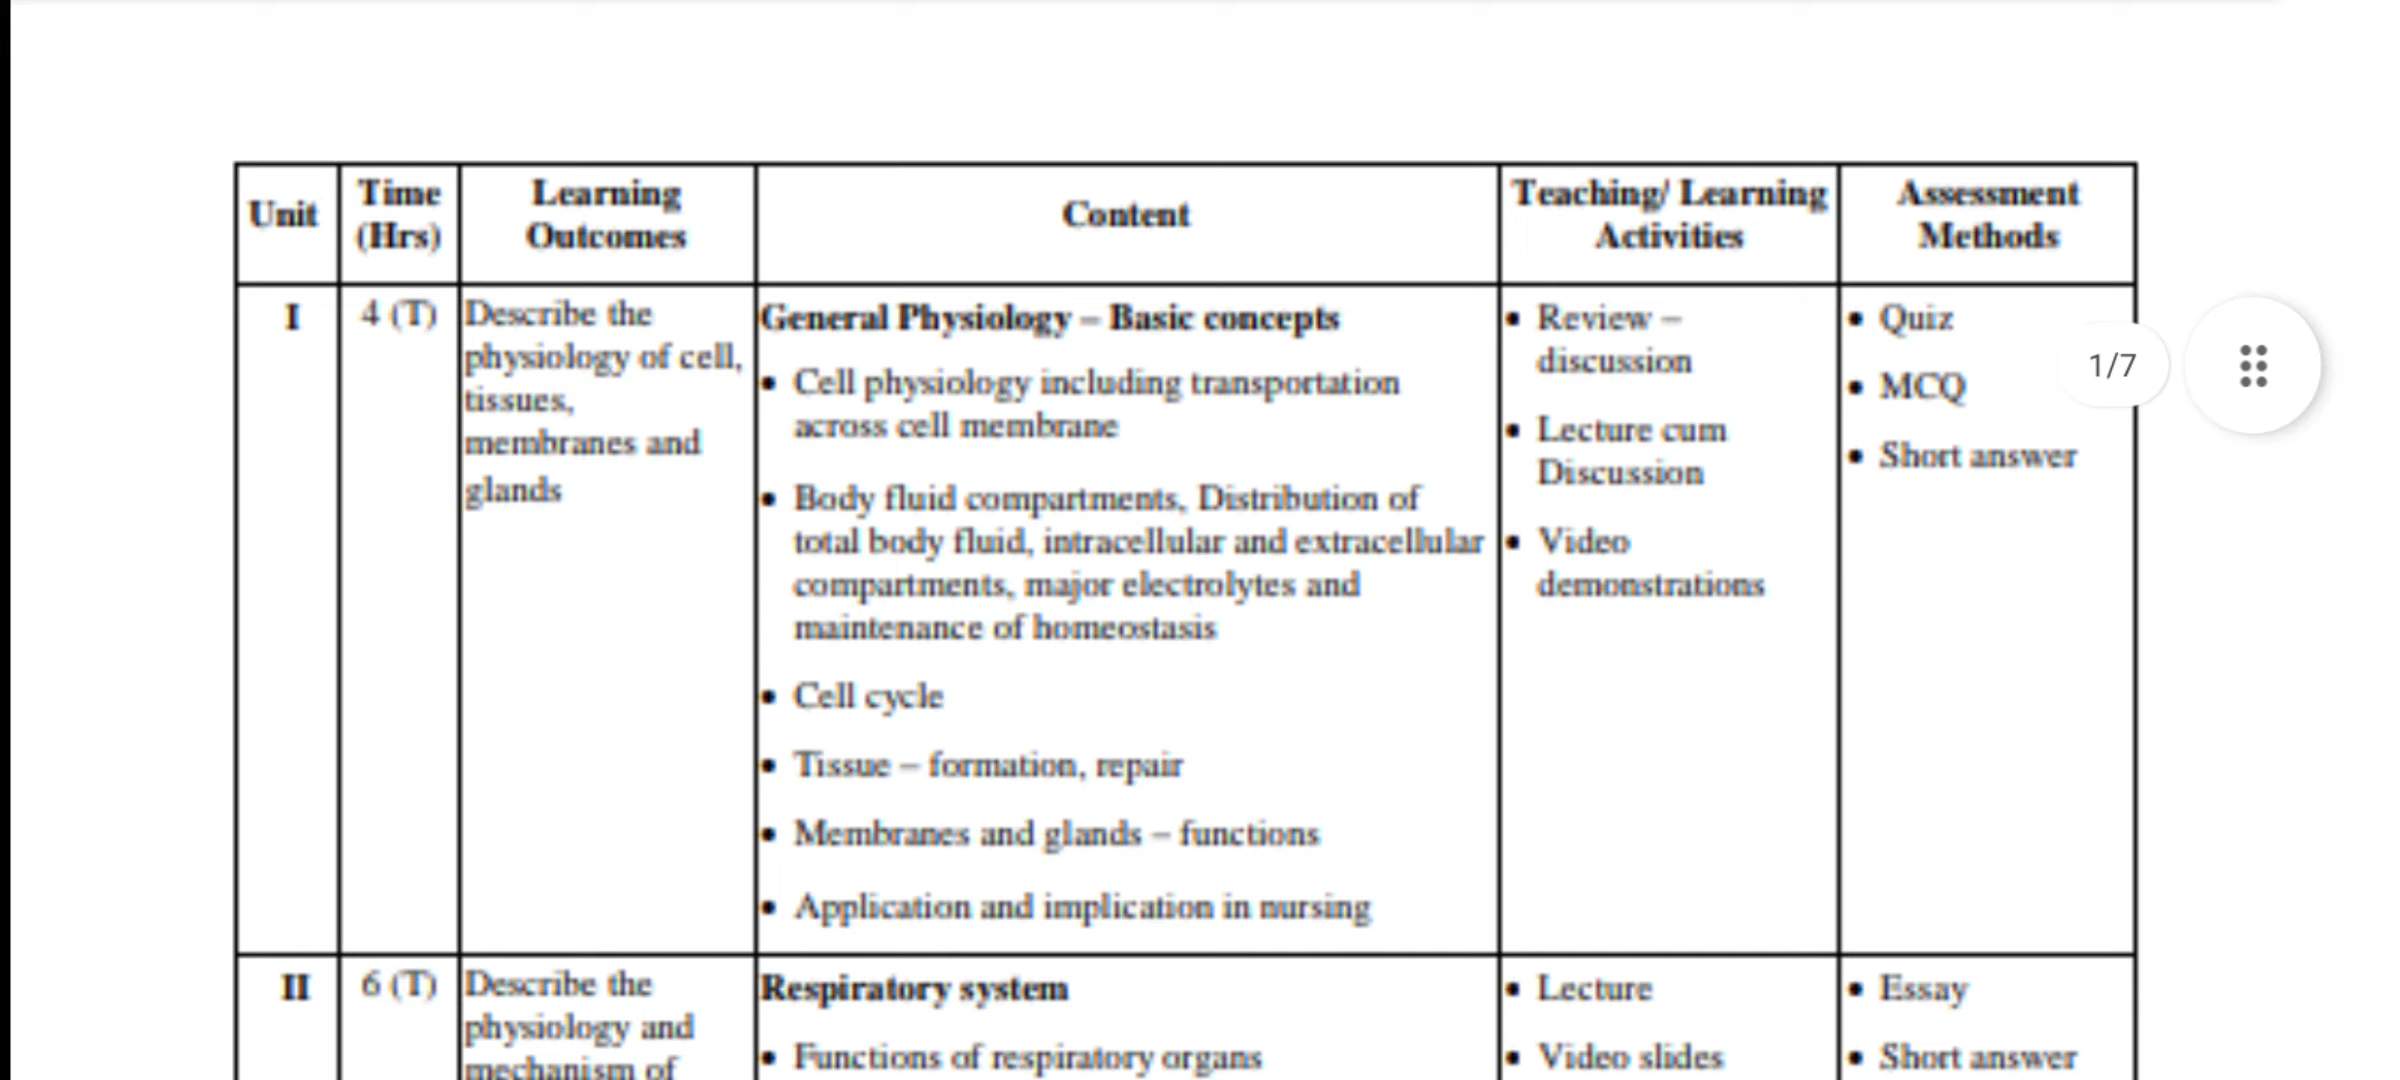 Unit
Time
(Hrs)
Learning
Outcomes
Content
Teaching/ Learning
Activities
Assessment
Methods
I
4 (T)
Describe the
physiology of cell,
tissues,
membranes and
glands
General Physiology – Basic concepts
• Cell physiology including transportation
across cell membrane
• Body fluid compartments, Distribution of
total body fluid, intracellular and extracellular
compartments, major electrolytes and
maintenance of homeostasis
• Cell cycle
• Tissue – formation, repair
• Membranes and glands – functions
• Application and implication in nursing
• Review –
discussion
• Lecture cum
Discussion
• Video
demonstrations
• Quiz
• MCQ
• Short answer
1/7
II
6 (T)
Describe the
physiology and
mechanism of
Respiratory system
• Functions of respiratory organs
• Lecture
• Video slides
• Essay
• Short answer